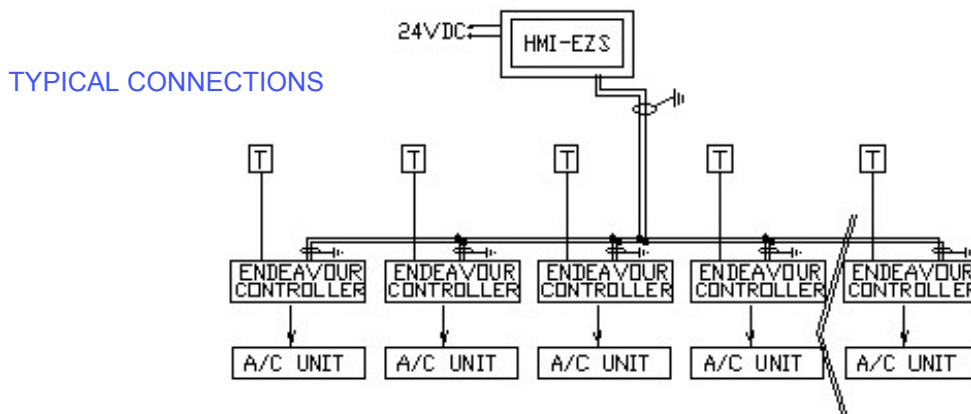 24VDC
HMI-EZS
TYPICAL CONNECTIONS
T T T T T
ENDEAVOUR CONTROLLER
ENDEAVOUR CONTROLLER
ENDEAVOUR CONTROLLER
ENDEAVOUR CONTROLLER
ENDEAVOUR CONTROLLER
A/C UNIT A/C UNIT A/C UNIT A/C UNIT A/C UNIT